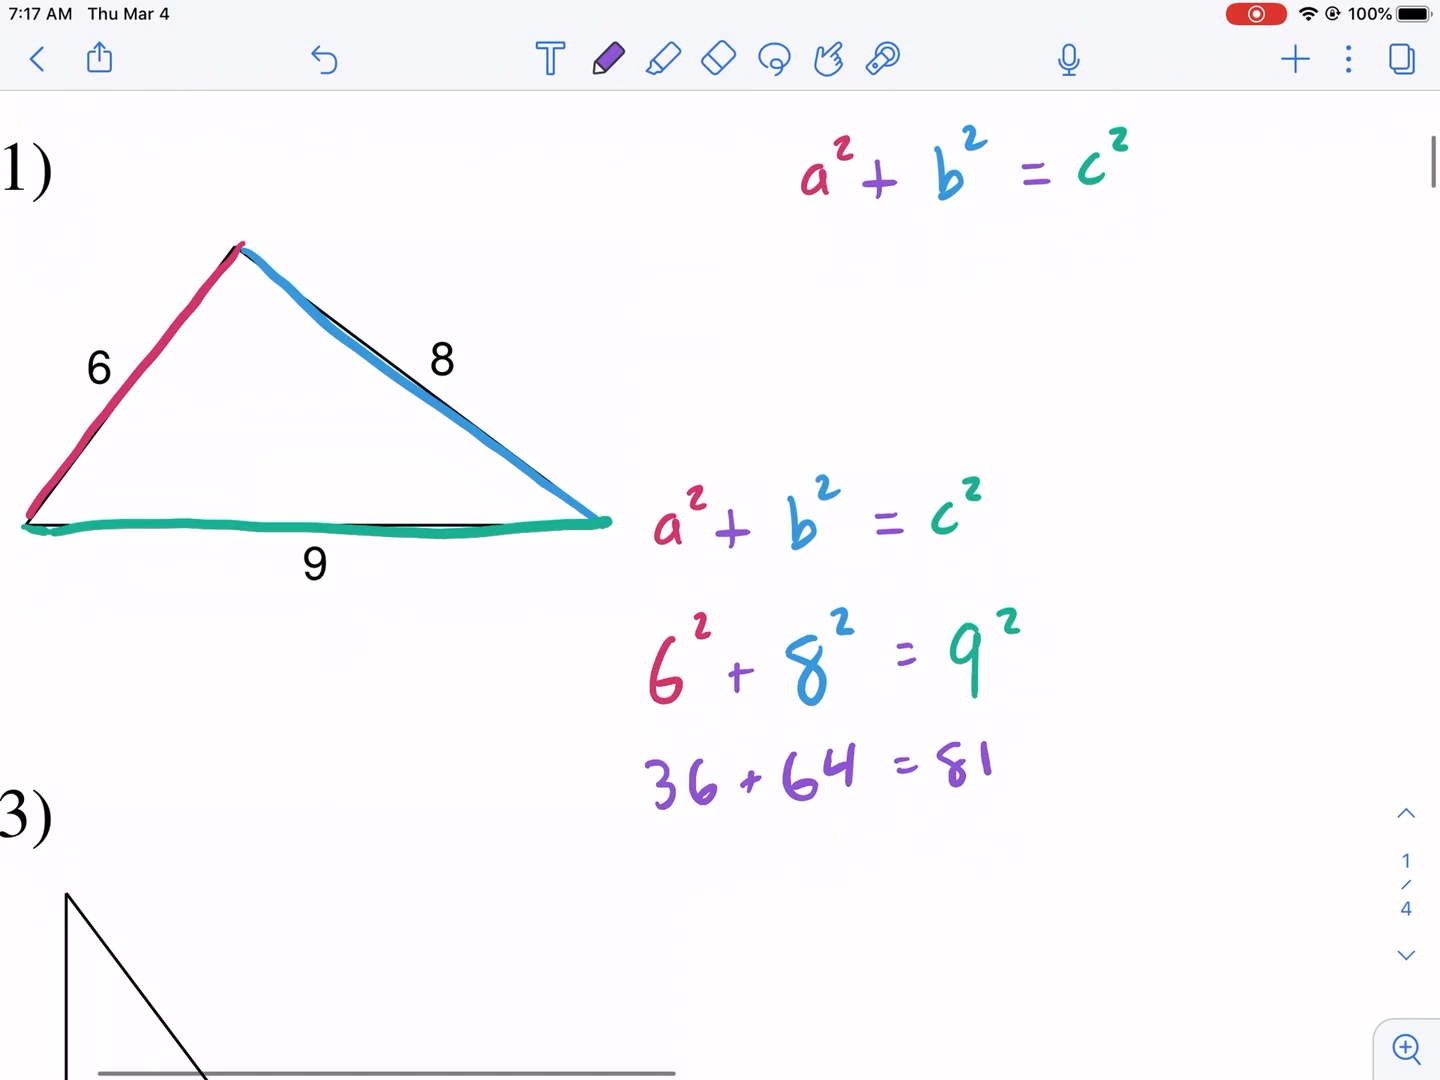 7:17 AM Thu Mar 4 100%
T
1)
a² + b² = c²
6
8
9
a² + b² = c²
6² + 8² = 9²
36 + 64 = 81
3)
1
/
4